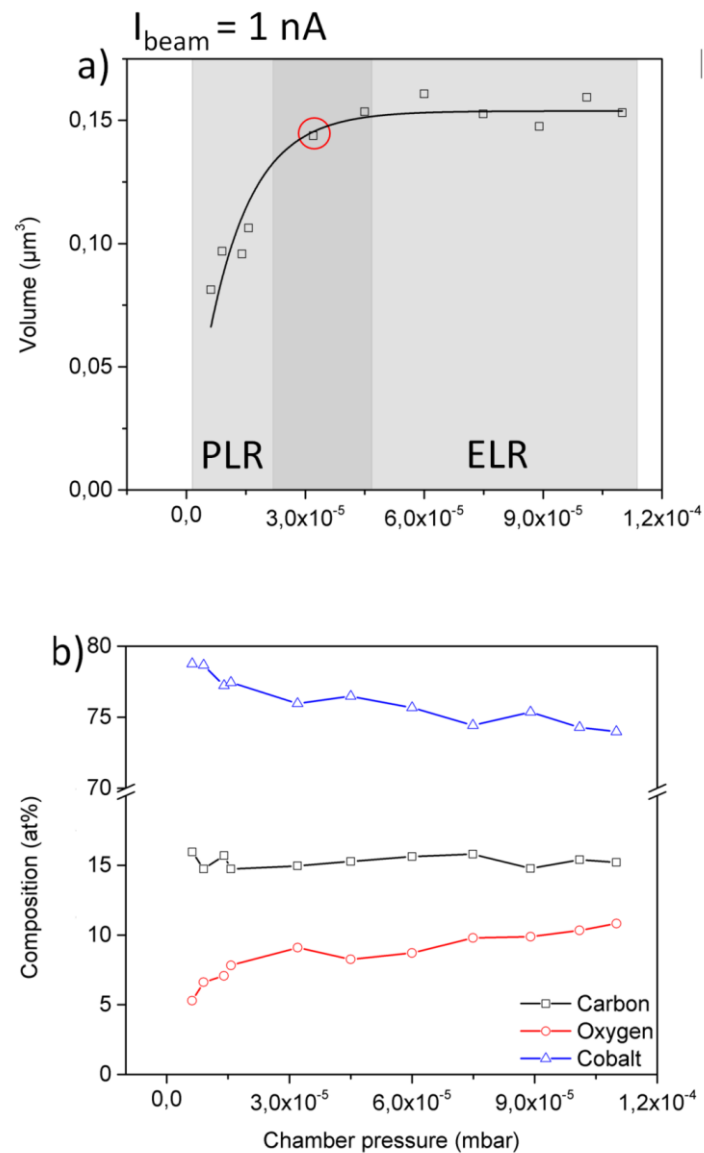 I_beam = 1 nA
a)
0,15
0,10
0,05
0,00
Volume (µm³)
PLR
ELR
0,0 3,0x10⁻⁵ 6,0x10⁻⁵ 9,0x10⁻⁵ 1,2x10⁻⁴
b)
80
75
70
15
10
5
0
Composition (at%)
Carbon
Oxygen
Cobalt
0,0 3,0x10⁻⁵ 6,0x10⁻⁵ 9,0x10⁻⁵ 1,2x10⁻⁴
Chamber pressure (mbar)